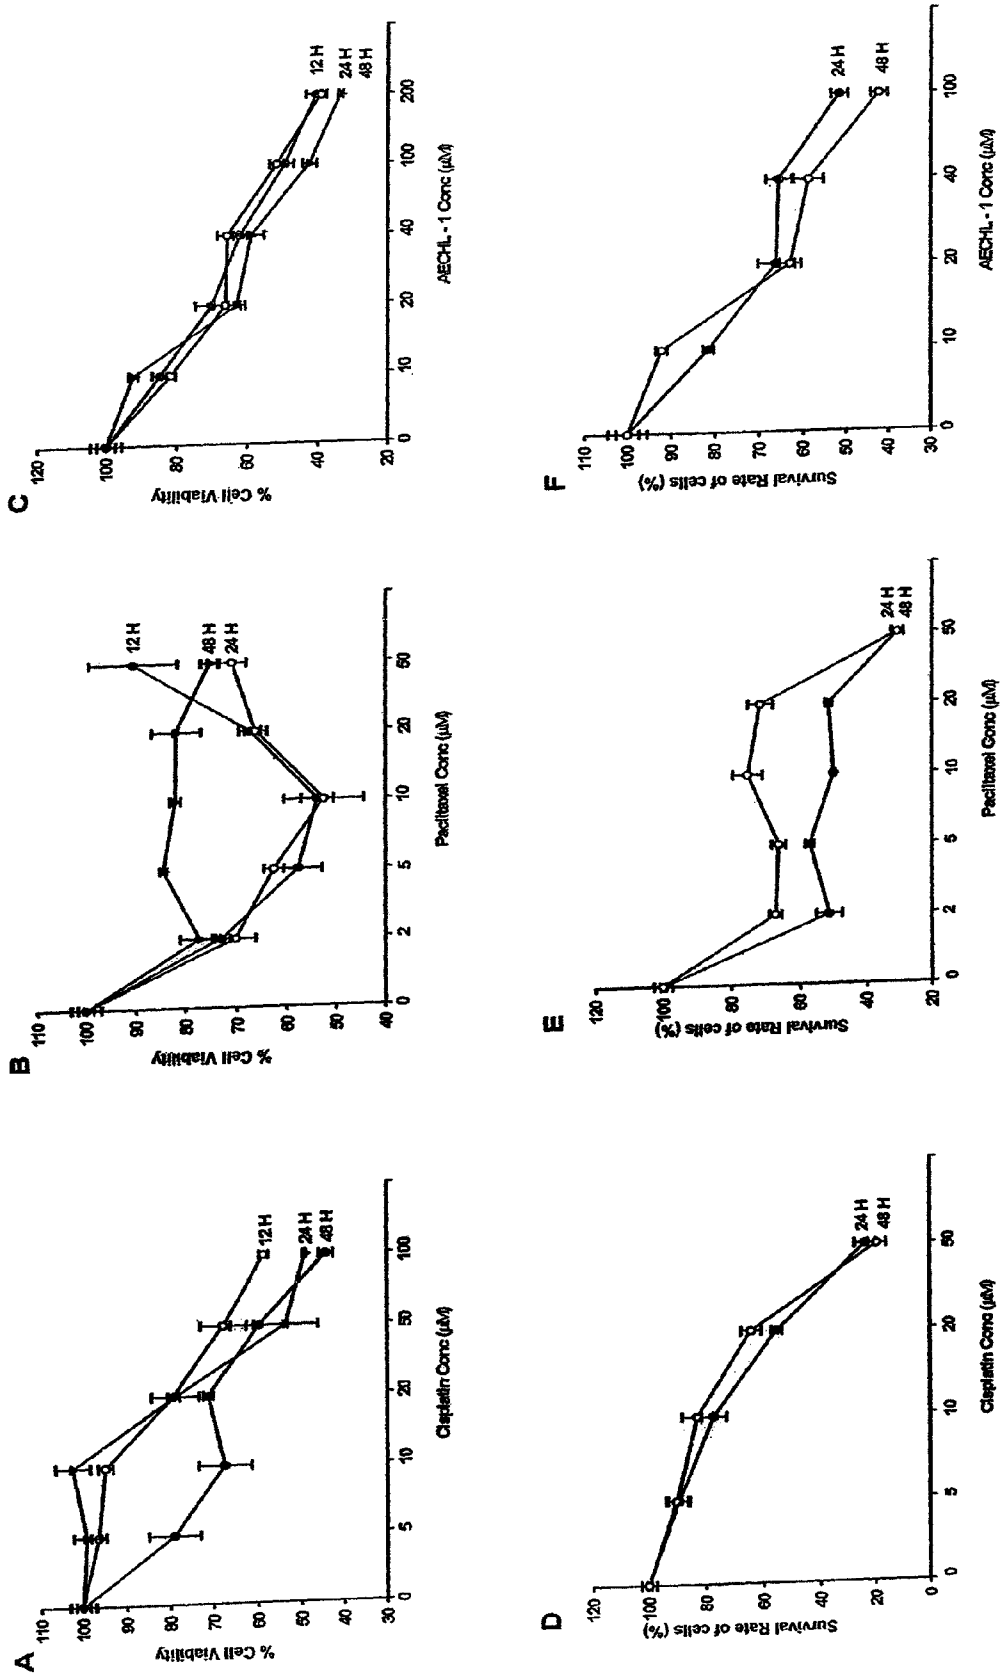 A
110
100
90
80
70
60
50
40
30
% Cell Viability
0
5
10
20
50
100
Cisplatin Conc (µM)
12 H
24 H
48 H
B
110
100
90
80
70
60
50
40
% Cell Viability
0
2
5
10
20
50
Paclitaxel Conc (µM)
12 H
48 H
24 H
C
120
100
80
60
40
20
% Cell Viability
0
10
20
40
100
200
AECHL - 1 Conc (µM)
12 H
24 H
48 H
D
120
100
80
60
40
20
0
Survival Rate of cells (%)
0
5
10
20
50
Cisplatin Conc (µM)
24 H
48 H
E
120
100
80
60
40
20
Survival Rate of cells (%)
0
2
5
10
20
50
Paclitaxel Conc (µM)
24 H
48 H
F
110
100
90
80
70
60
50
40
30
Survival Rate of cells (%)
0
10
20
40
100
AECHL - 1 Conc (µM)
24 H
48 H